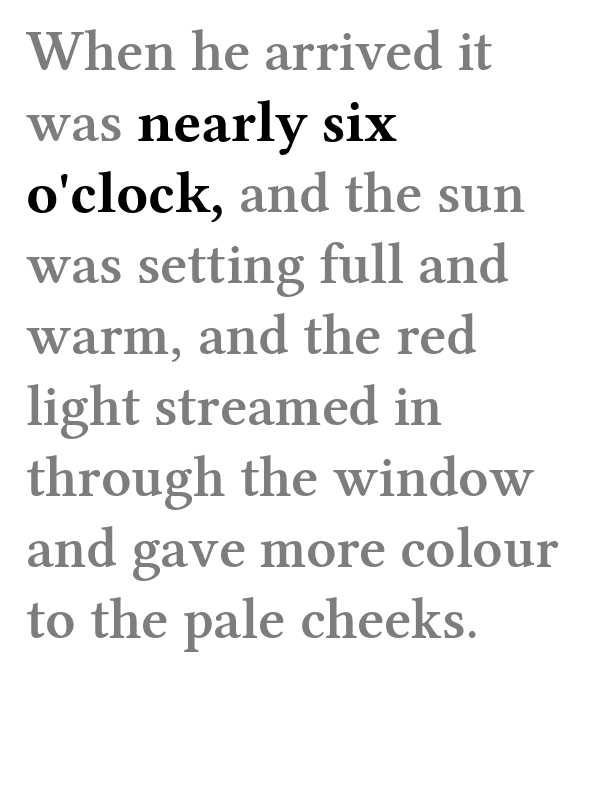 When he arrived it
was nearly six
o'clock, and the sun
was setting full and
warm, and the red
light streamed in
through the window
and gave more colour
to the pale cheeks.